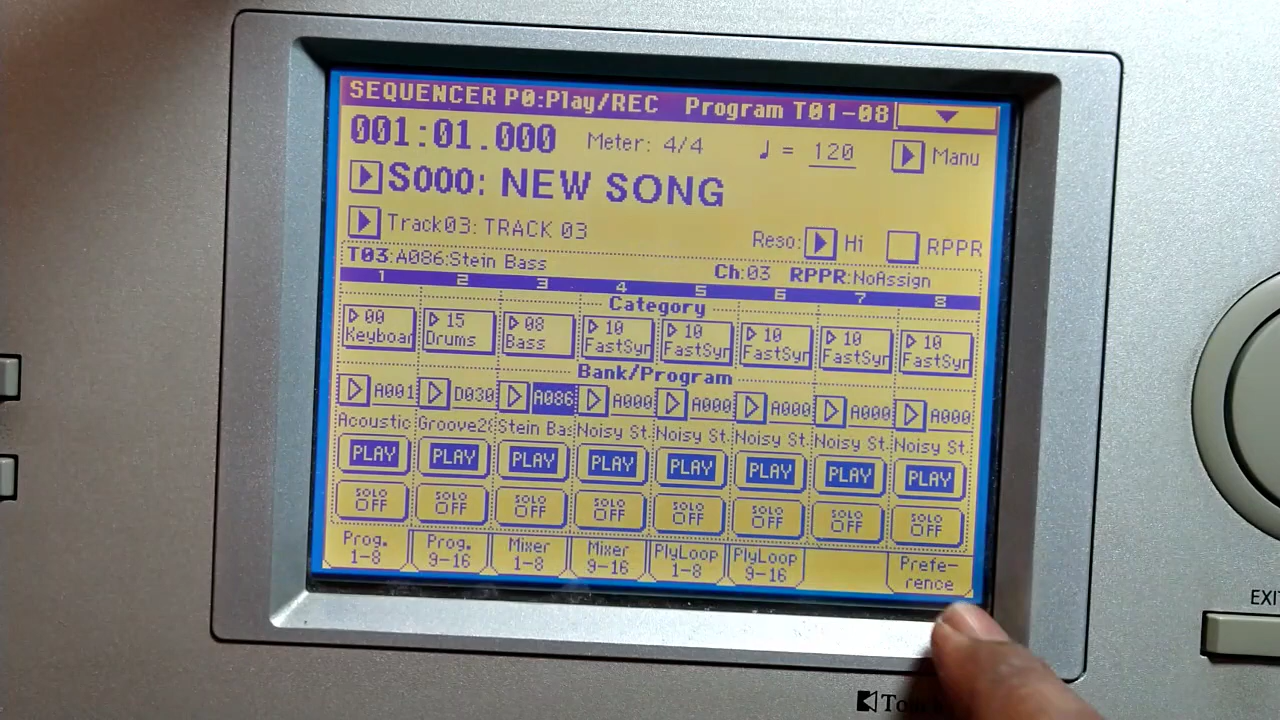 SEQUENCER P0:Play/REC Program T01-08
001:01.000 Meter: 4/4 ♩ = 120 Manu
S000: NEW SONG
Track03: TRACK 03 Reso: Hi RPPR
T03:A086:Stein Bass Ch:03 RPPR:NoAssign
1 2 3 4 5 6 7 8
Category
00 15 08 10 10 10 10 10
Keyboar Drums Bass FastSyn FastSyn FastSyn FastSyn FastSyn
Bank/Program
A001 D030 A086 A000 A000 A000 A000 A000
Acoustic Groove28 Stein Bas Noisy St. Noisy St. Noisy St. Noisy St. Noisy St.
PLAY PLAY PLAY PLAY PLAY PLAY PLAY PLAY
SOLO SOLO SOLO SOLO SOLO SOLO SOLO SOLO
OFF OFF OFF OFF OFF OFF OFF OFF
Prog. Prog. Mixer Mixer PlyLoop PlyLoop Prefe-
1-8 9-16 1-8 9-16 1-8 9-16 rence
EXI